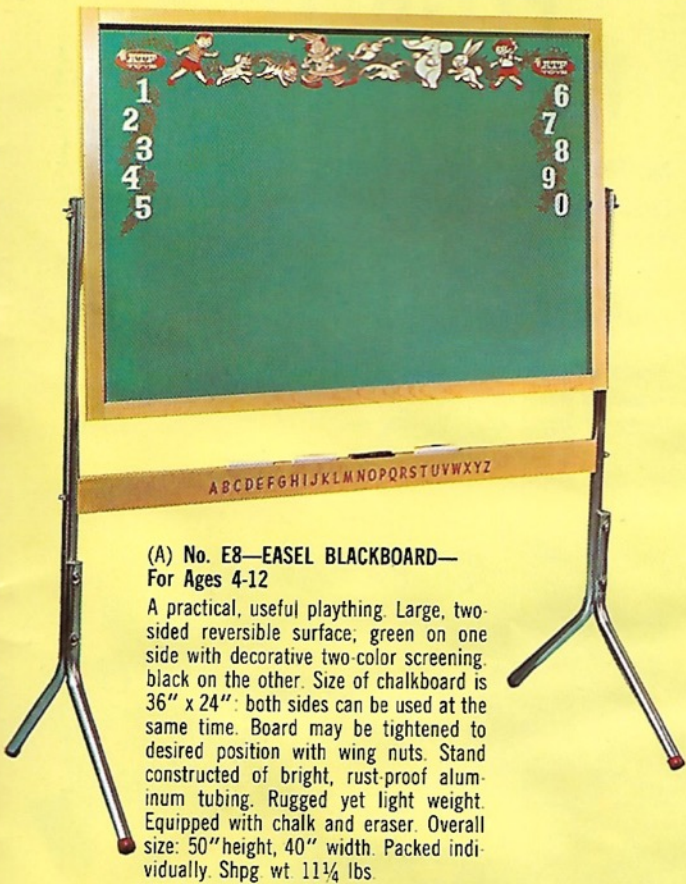 1
2
3
4
5
6
7
8
9
0
ABCDEFGHIJKLMNOPQRSTUVWXYZ
(A) No. E8—EASEL BLACKBOARD—
For Ages 4-12
A practical, useful plaything. Large, two-
sided reversible surface; green on one
side with decorative two-color screening.
black on the other. Size of chalkboard is
36" x 24": both sides can be used at the
same time. Board may be tightened to
desired position with wing nuts. Stand
constructed of bright, rust-proof alum-
inum tubing. Rugged yet light weight.
Equipped with chalk and eraser. Overall
size: 50" height, 40" width. Packed indi-
vidually. Shpg. wt. 11¼ lbs.